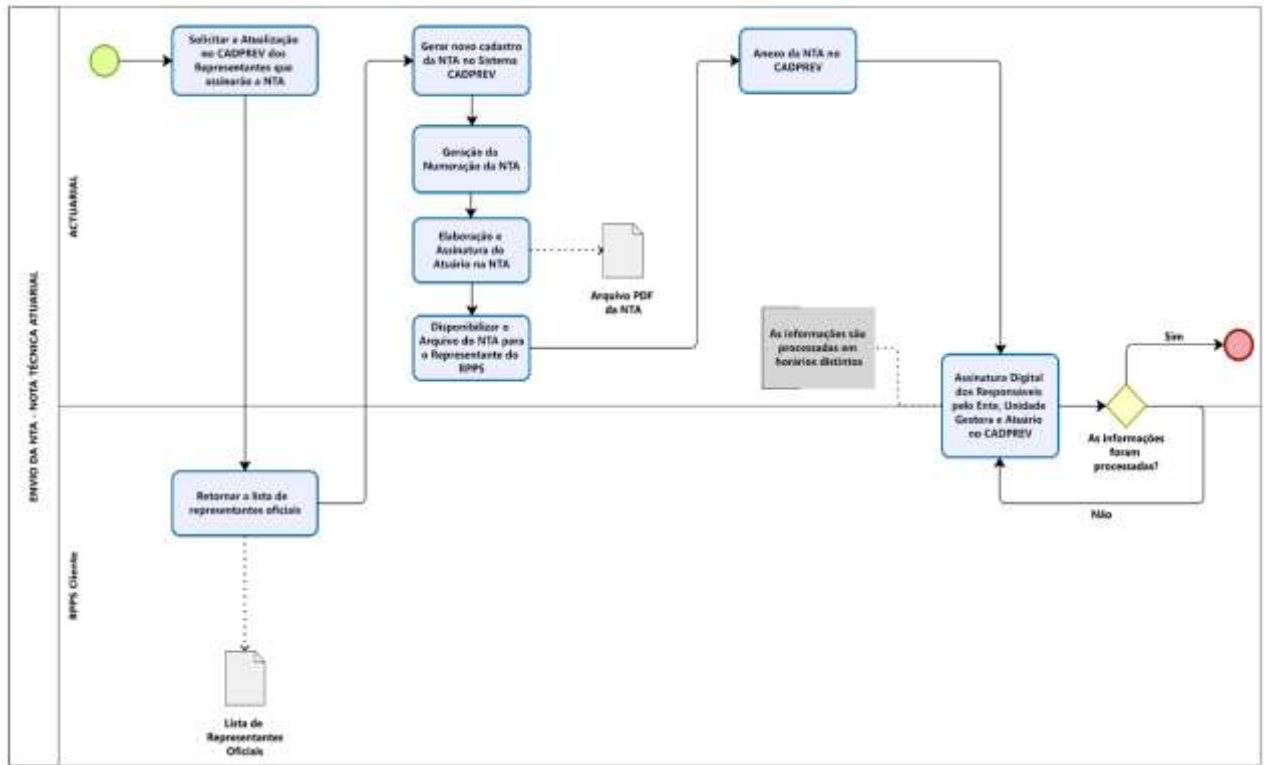 ENVIO DA NTA - NOTA TÉCNICA ATUARIAL
ACTUARIAL
Solicitar a Atualização
no CADPREV dos
Representantes que
assinarão a NTA
Gerar novo cadastro
da NTA no Sistema
CADPREV
Geração da
Numeração da NTA
Elaboração e
Assinatura do
Atuário na NTA
Arquivo PDF
da NTA
Disponibilizar o
Arquivo do NTA para
o Representante do
RPPS
Anexo da NTA no
CADPREV
As informações são
processadas em
horários distintos
Assinatura Digital
dos Responsáveis
pelo Ente, Unidade
Gestora e Atuário
no CADPREV
Sim
As informações
foram
processadas?
Não
RPPS Cliente
Retornar a lista de
representantes oficiais
Lista de
Representantes
Oficiais